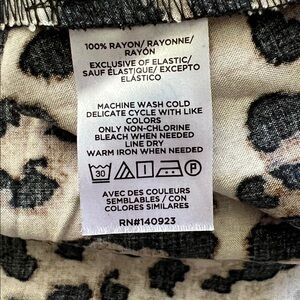 100% RAYON/ RAYONNE/
RAYÓN
EXCLUSIVE OF ELASTIC/
SAUF ÉLASTIQUE/ EXCEPTO
ELÁSTICO
MACHINE WASH COLD
DELICATE CYCLE WITH LIKE
COLORS
ONLY NON-CHLORINE
BLEACH WHEN NEEDED
LINE DRY
WARM IRON WHEN NEEDED
30 P
AVEC DES COULEURS
SEMBLABLES / CON
COLORES SIMILARES
RN#140923